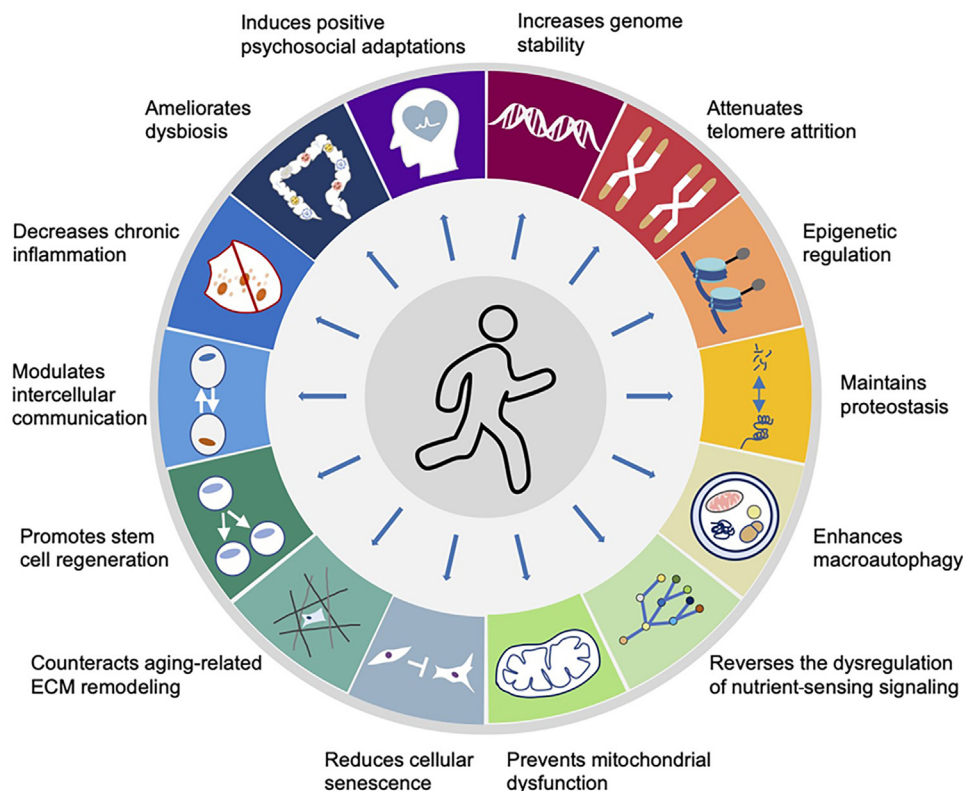 Induces positive
psychosocial adaptations
Increases genome
stability
Attenuates
telomere attrition
Epigenetic
regulation
Maintains
proteostasis
Enhances
macroautophagy
Reverses the dysregulation
of nutrient-sensing signaling
Prevents mitochondrial
dysfunction
Reduces cellular
senescence
Counteracts aging-related
ECM remodeling
Promotes stem
cell regeneration
Modulates
intercellular
communication
Decreases chronic
inflammation
Ameliorates
dysbiosis